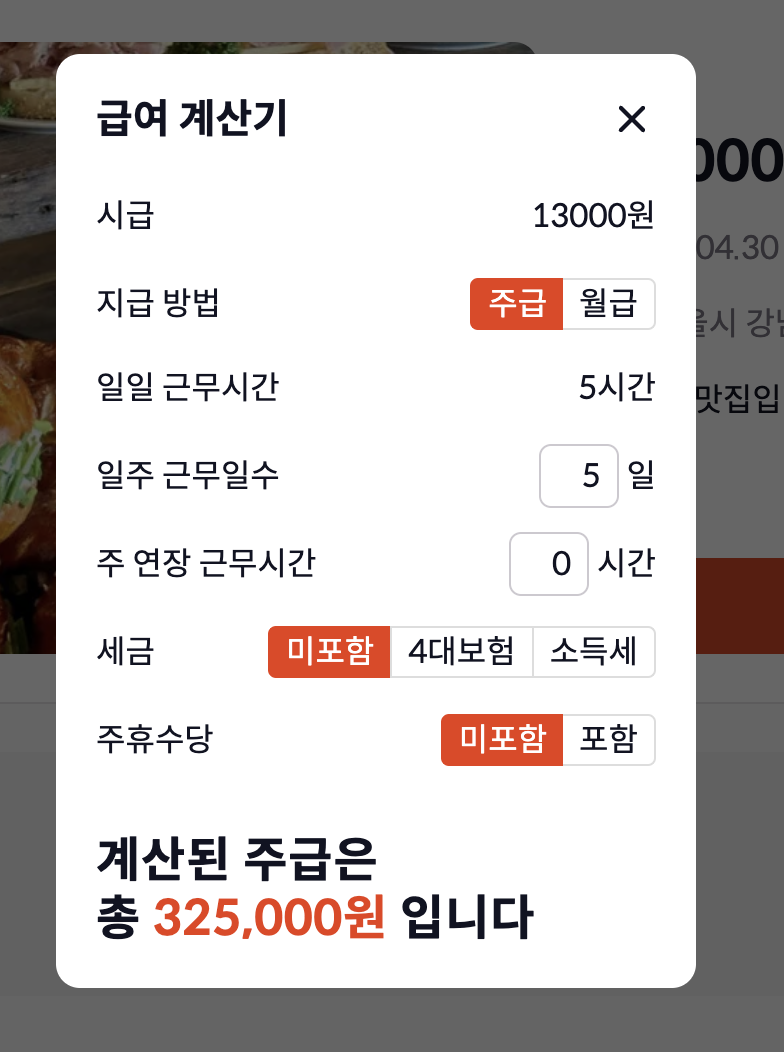 급여 계산기
시급 13000원
지급 방법 주급 월급
일일 근무시간 5시간
일주 근무일수 5 일
주 연장 근무시간 0 시간
세금 미포함 4대보험 소득세
주휴수당 미포함 포함
계산된 주급은
총 325,000원 입니다
000
04.30
시 강
맛집입